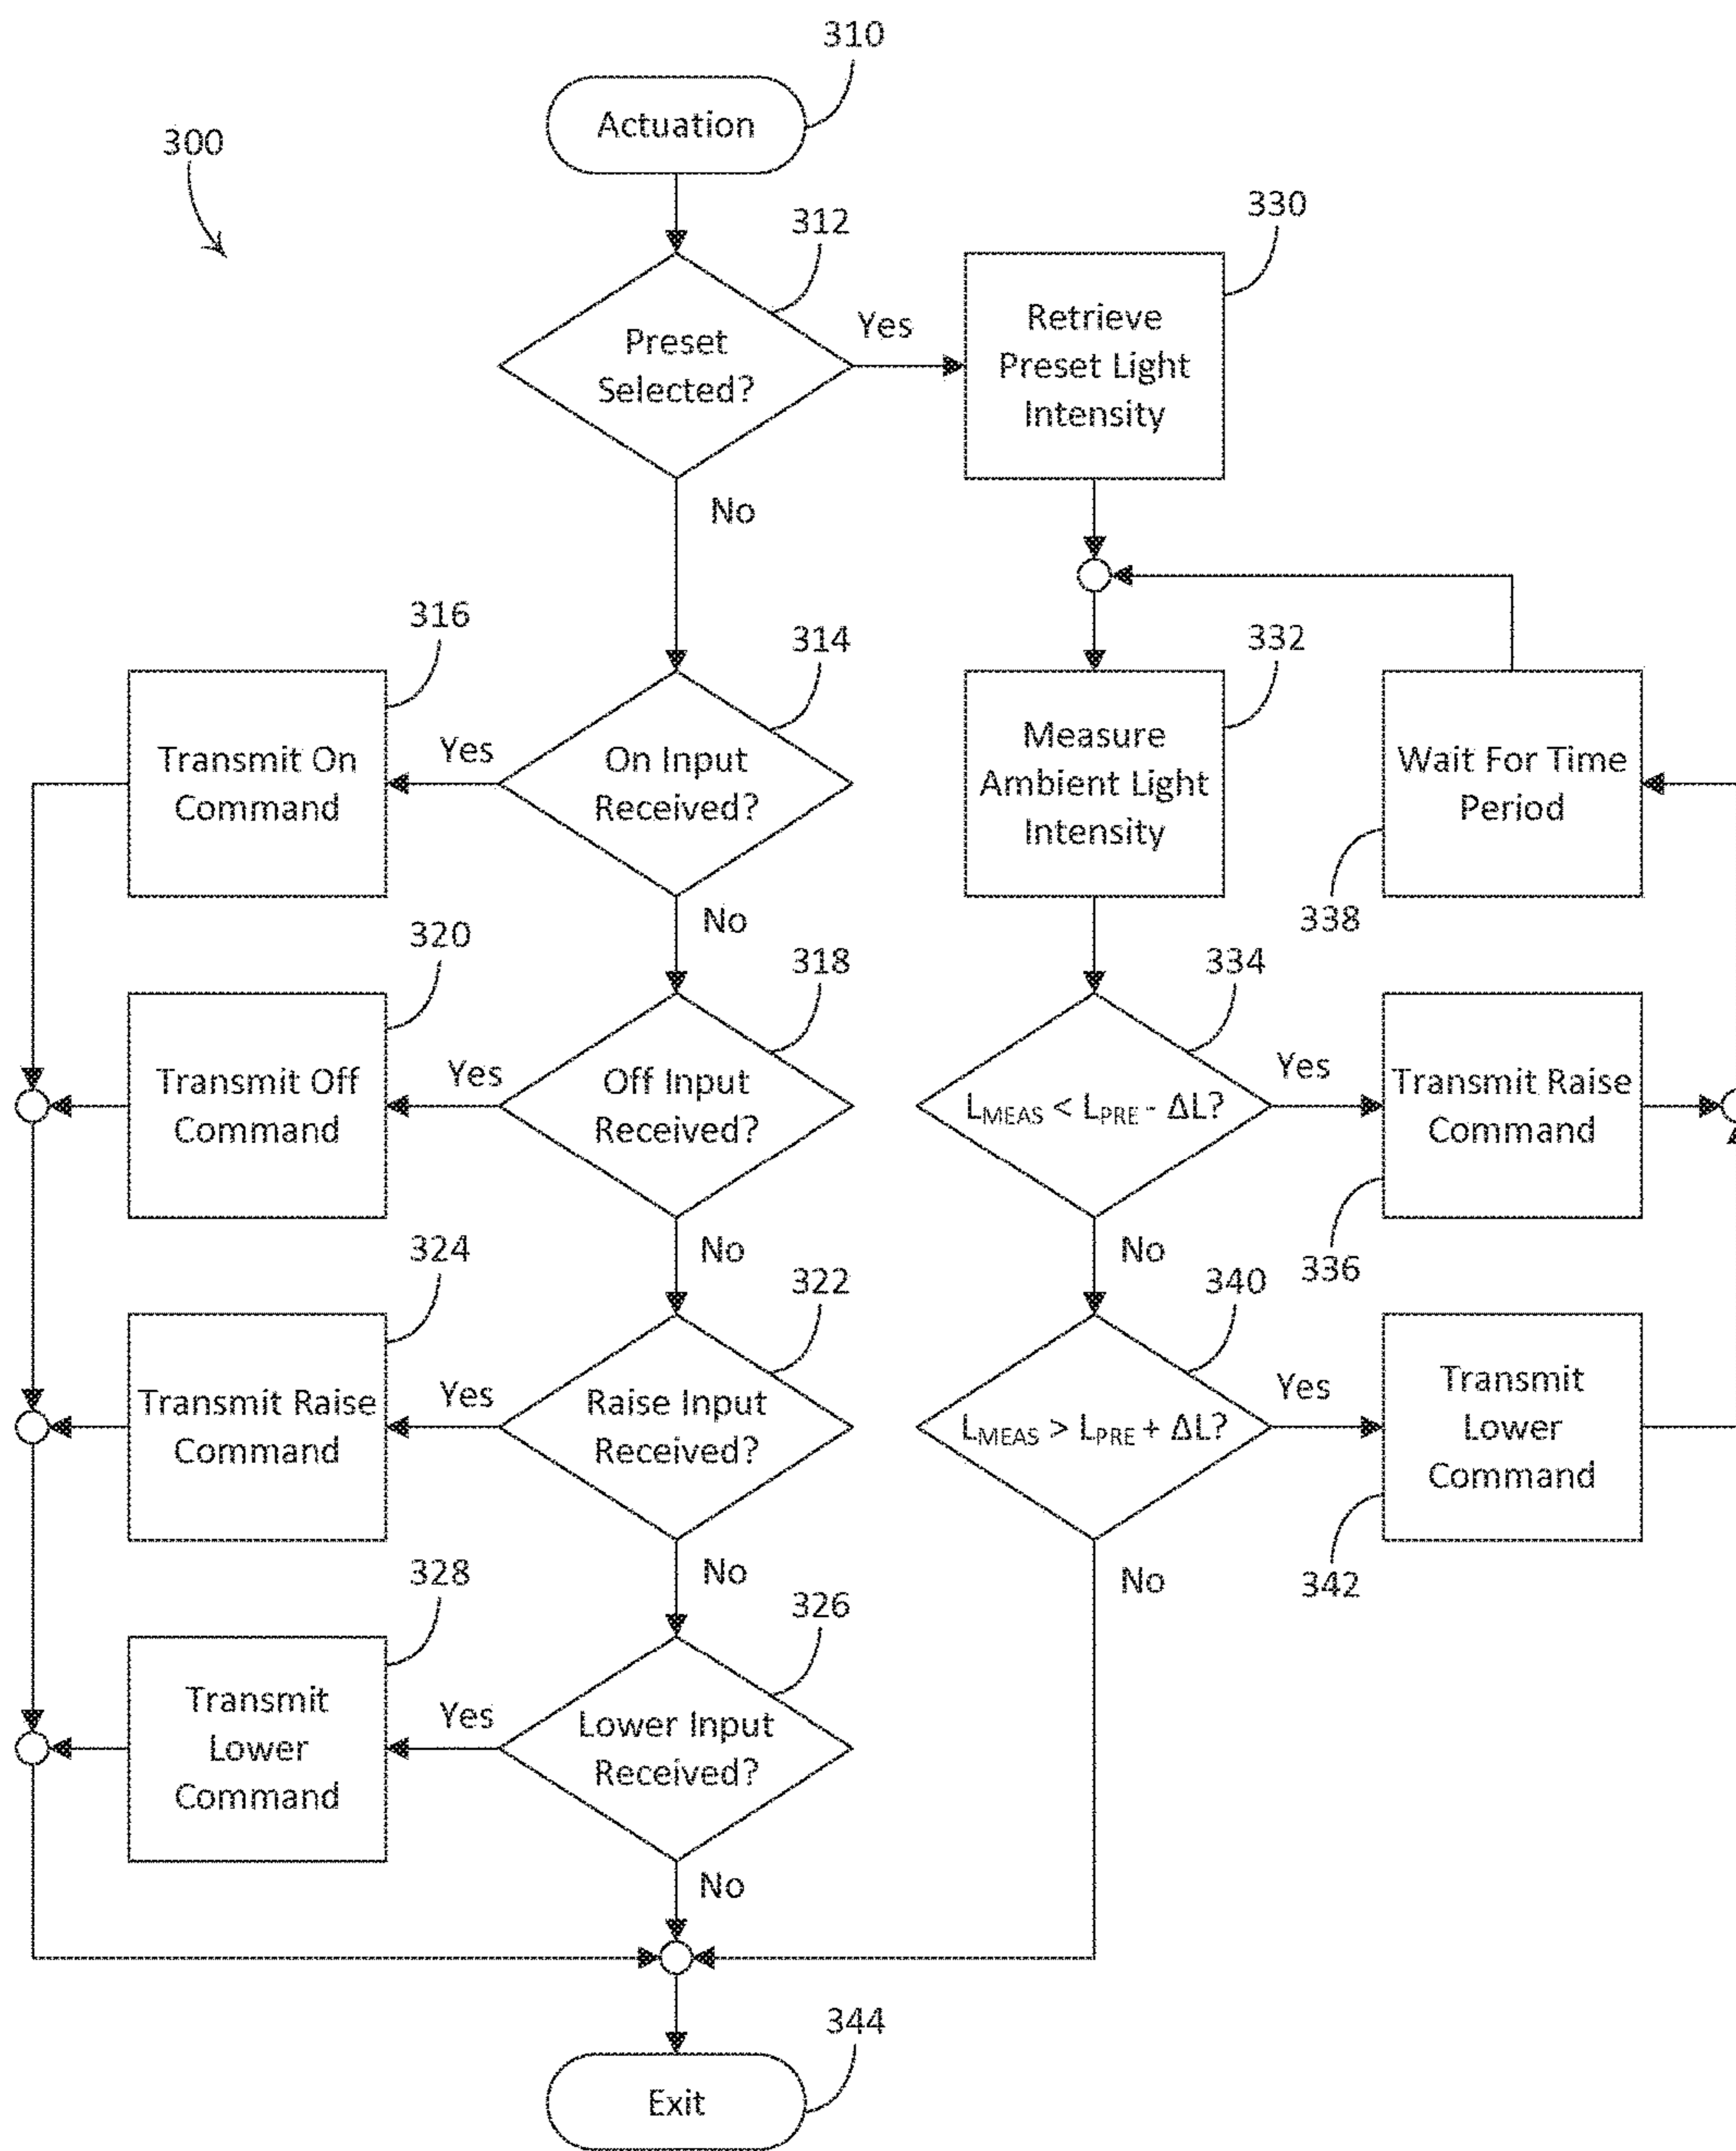 310
Actuation
300
312
330
Preset
Selected?
Yes
Retrieve
Preset Light
Intensity
No
316
314
332
Transmit On
Command
Yes
On Input
Received?
Measure
Ambient Light
Intensity
Wait For Time
Period
338
No
320
318
334
Transmit Off
Command
Yes
Off Input
Received?
L_MEAS < L_PRE - ΔL?
Yes
Transmit Raise
Command
336
No
No
324
322
340
Transmit Raise
Command
Yes
Raise Input
Received?
L_MEAS > L_PRE + ΔL?
Yes
Transmit
Lower
Command
342
No
No
328
326
Transmit
Lower
Command
Yes
Lower Input
Received?
No
344
Exit